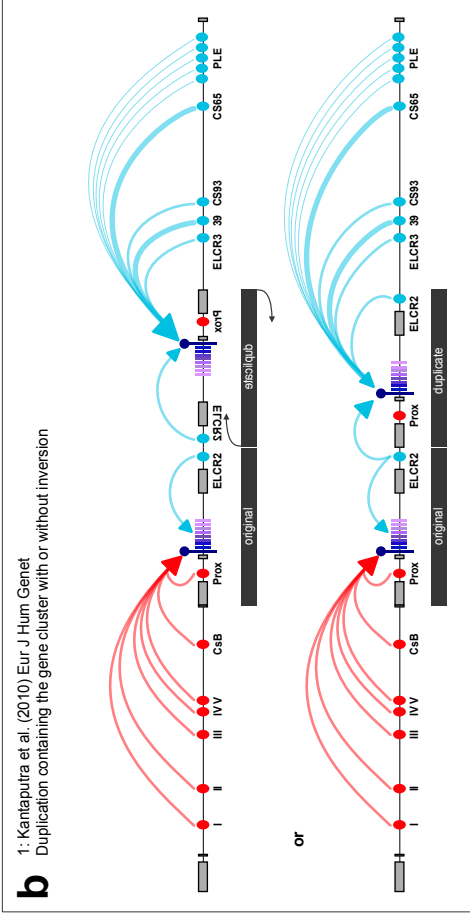 b
1: Kantaputra et al. (2010) Eur J Hum Genet
Duplication containing the gene cluster with or without inversion
I
II
III
IV
V
CsB
Prox
ELCR2
ELCR2
Prox
ELCR3
39
CS93
CS65
PLE
original
duplicate
or
I
II
III
IV
V
CsB
Prox
ELCR2
Prox
ELCR2
ELCR3
39
CS93
CS65
PLE
original
duplicate